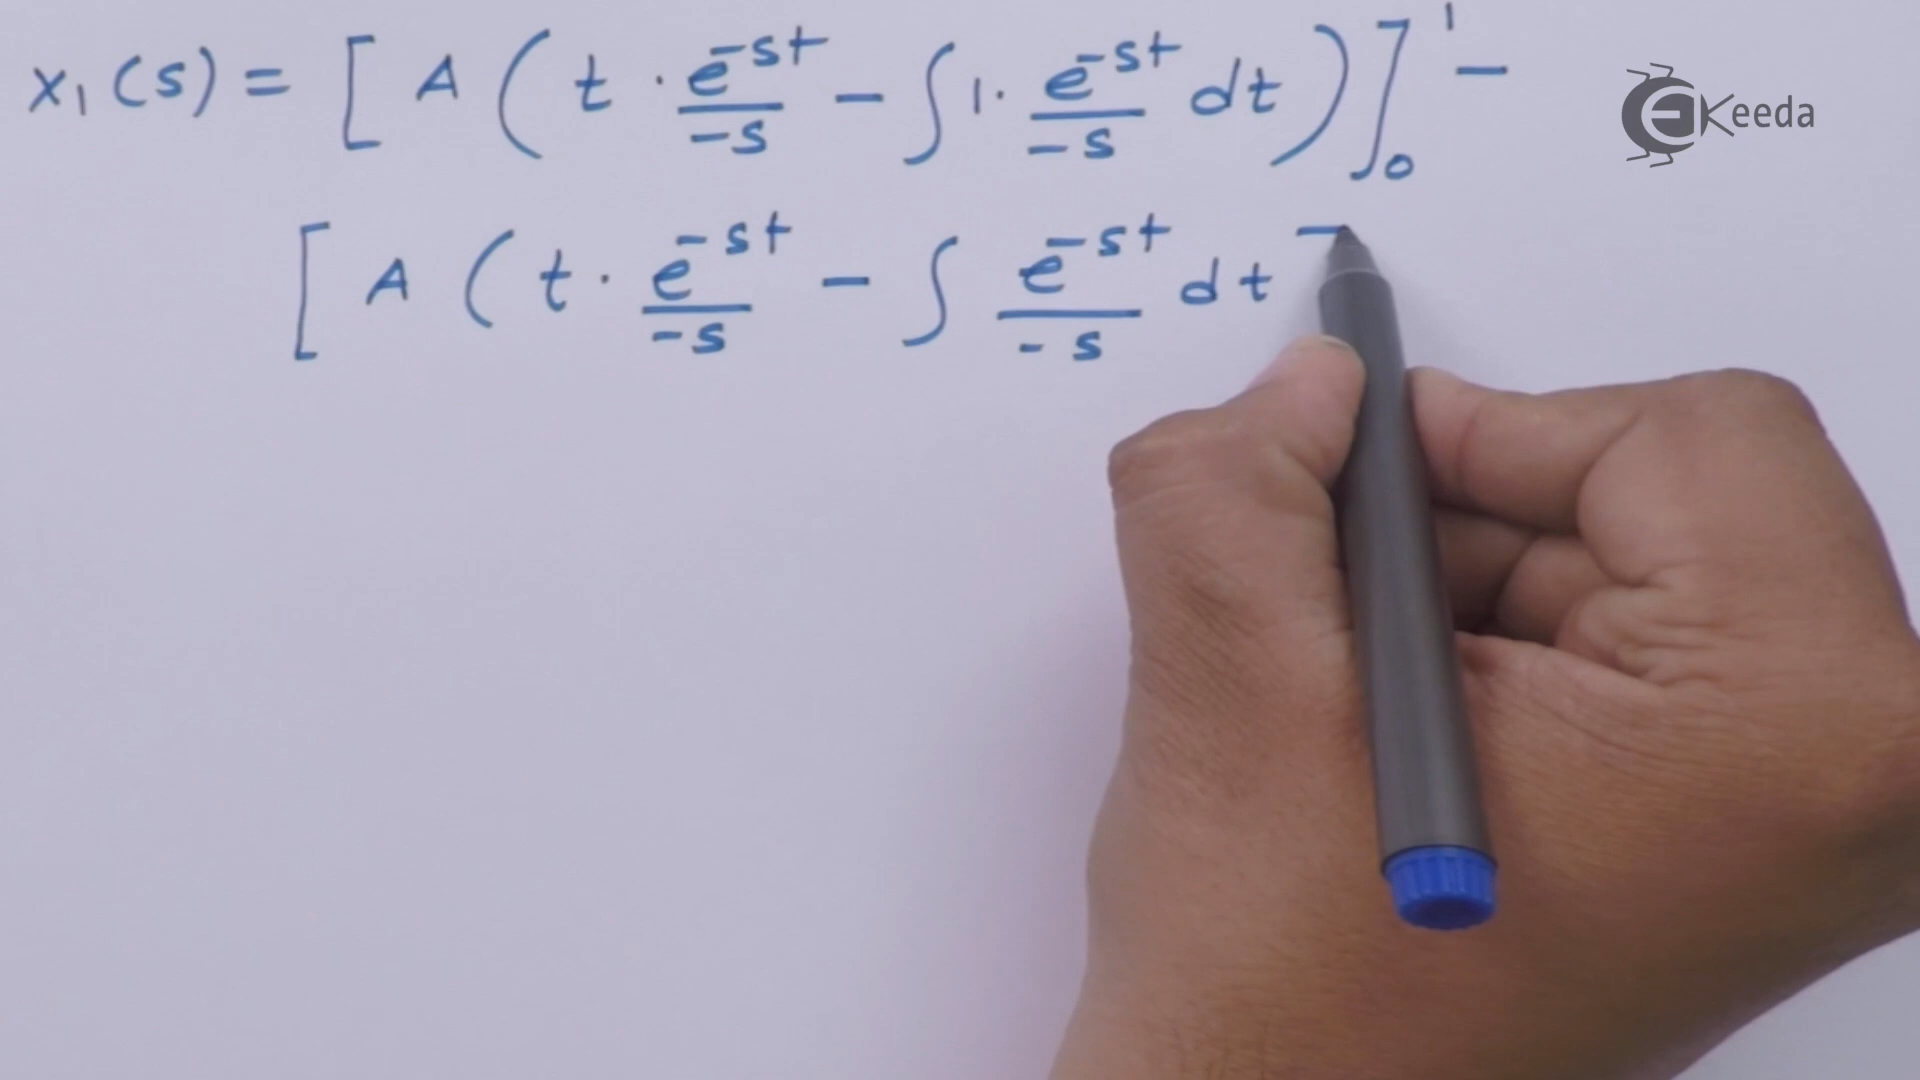 x₁(s) = [ A ( t · e^{-st}/-s - ∫ 1 · e^{-st}/-s dt ) ]₀¹ -
[ A ( t · e^{-st}/-s - ∫ e^{-st}/-s dt
EKeeda